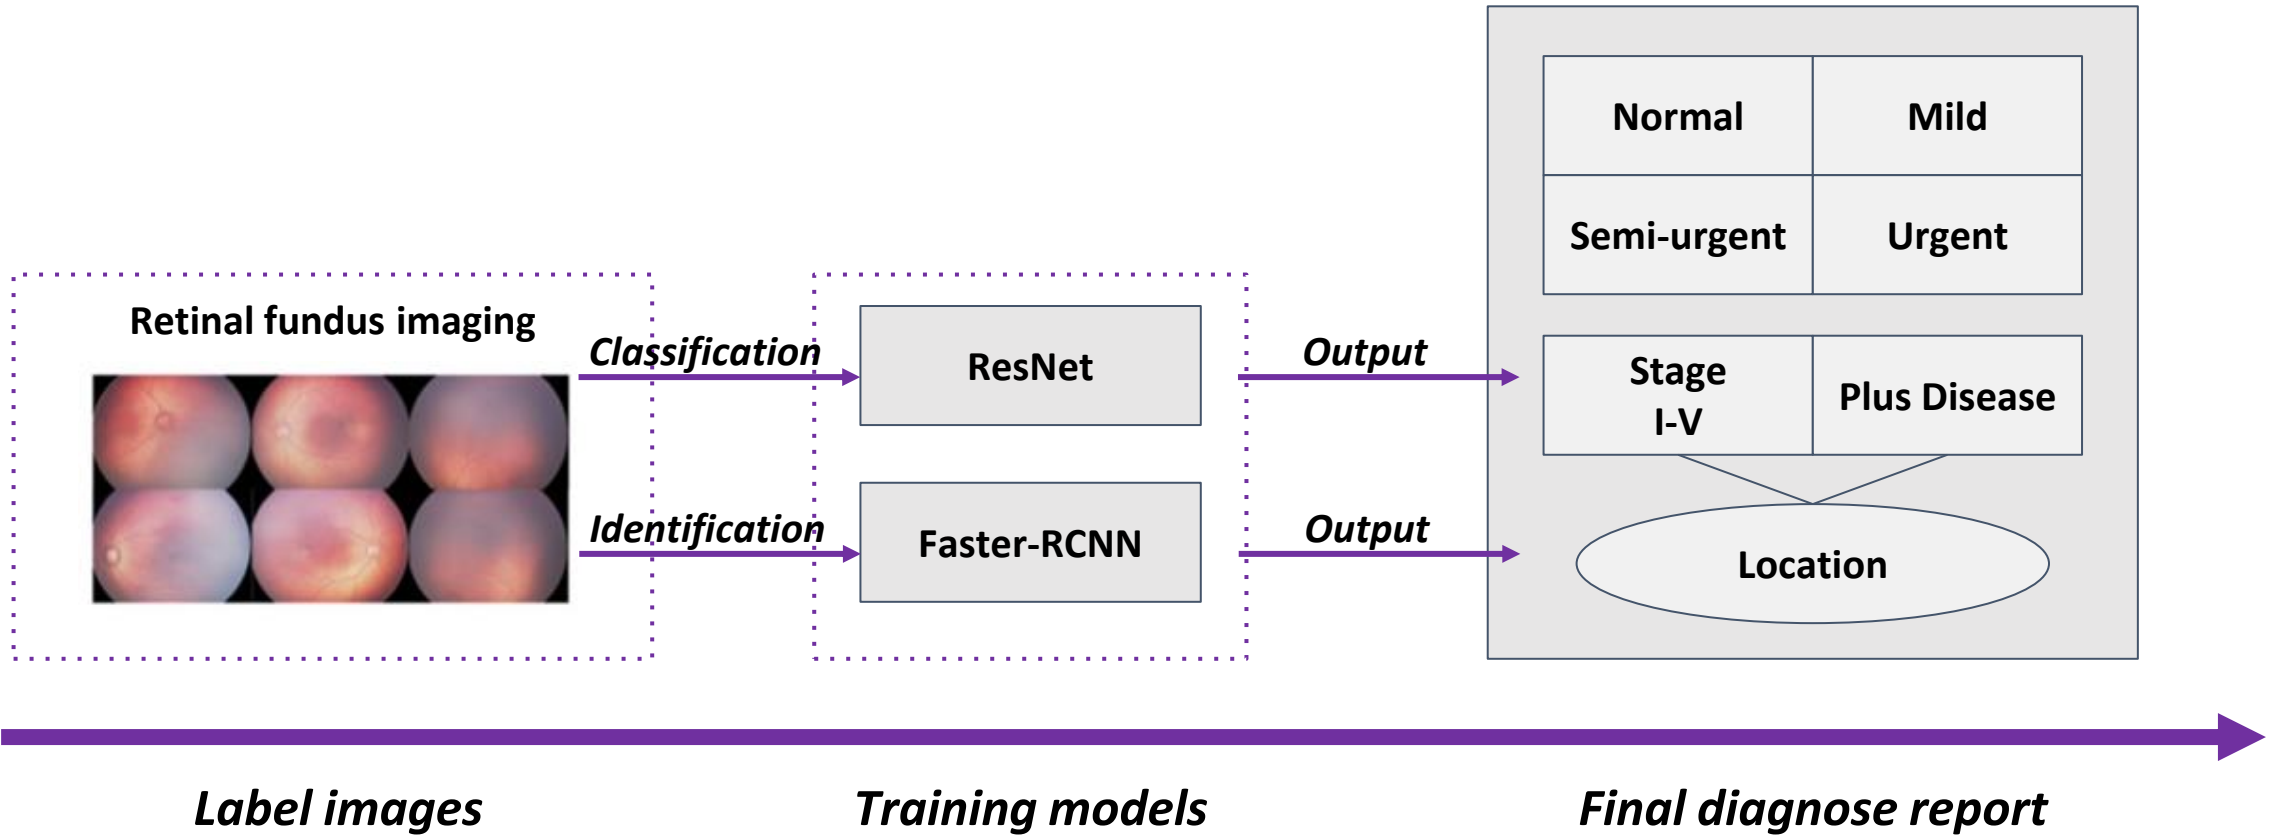 Retinal fundus imaging
Classification
Identification
ResNet
Faster-RCNN
Output
Output
Normal
Mild
Semi-urgent
Urgent
Stage
I-V
Plus Disease
Location
Label images
Training models
Final diagnose report